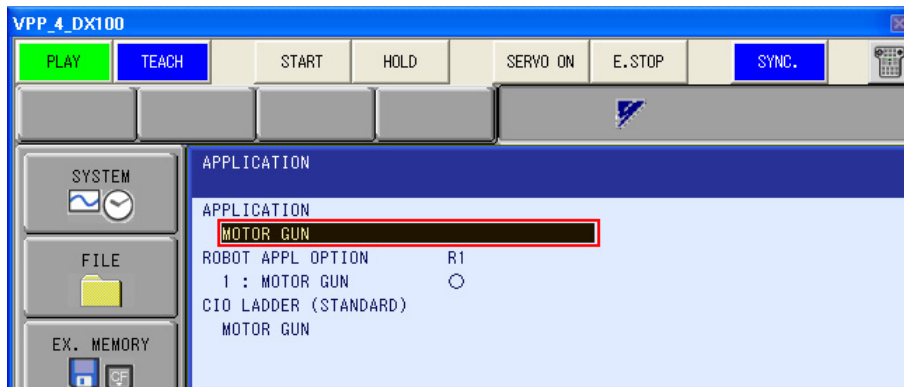 VPP_4_DX100
PLAY TEACH START HOLD SERVO ON E.STOP SYNC.
SYSTEM
FILE
EX. MEMORY
CF
APPLICATION
APPLICATION
MOTOR GUN
ROBOT APPL OPTION R1
1 : MOTOR GUN ○
CIO LADDER (STANDARD)
MOTOR GUN